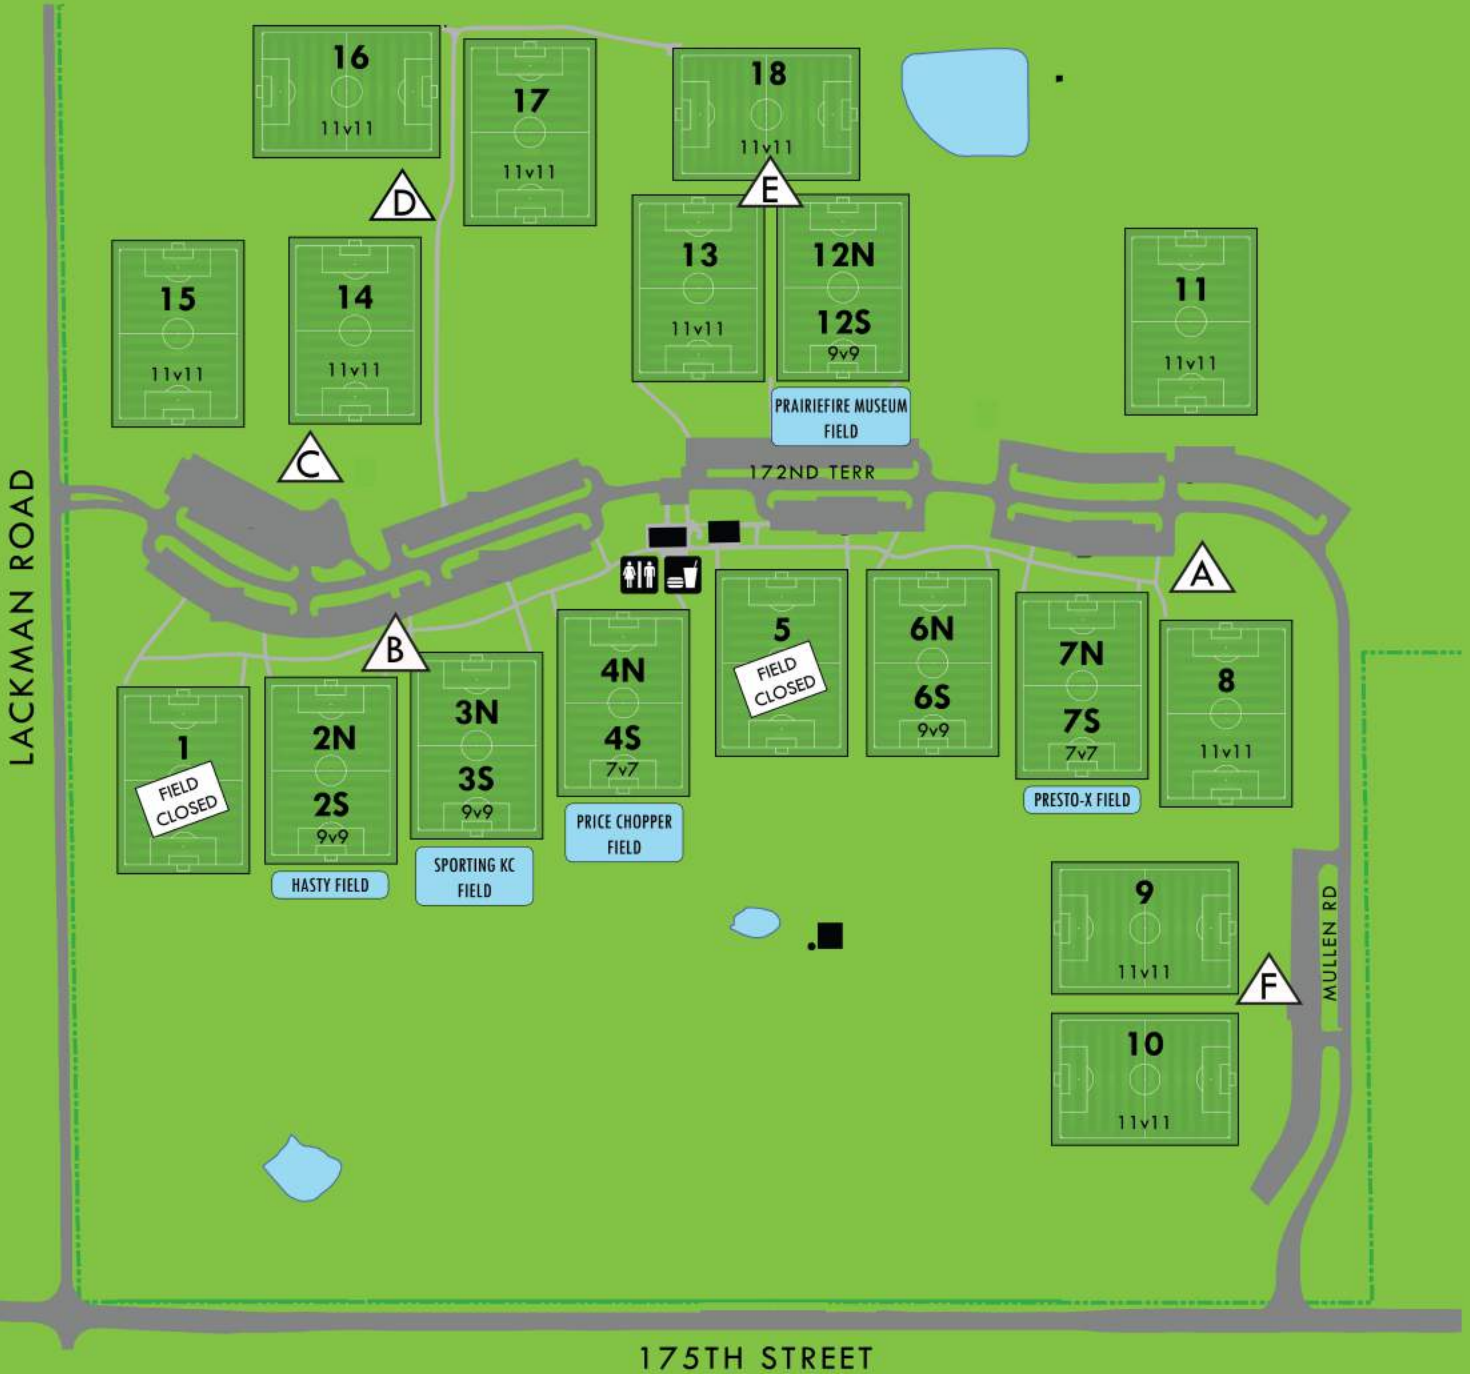 16
11v11
17
11v11
18
11v11
D
E
15
11v11
14
11v11
13
11v11
12N
12S
9v9
11
11v11
PRAIRIEFIRE MUSEUM
FIELD
C
172ND TERR
LACKMAN ROAD
A
B
1
FIELD
CLOSED
2N
2S
9v9
HASTY FIELD
3N
3S
9v9
SPORTING KC
FIELD
4N
4S
7v7
PRICE CHOPPER
FIELD
5
FIELD
CLOSED
6N
6S
9v9
7N
7S
7v7
PRESTO-X FIELD
8
11v11
9
11v11
F
MULLEN RD
10
11v11
175TH STREET